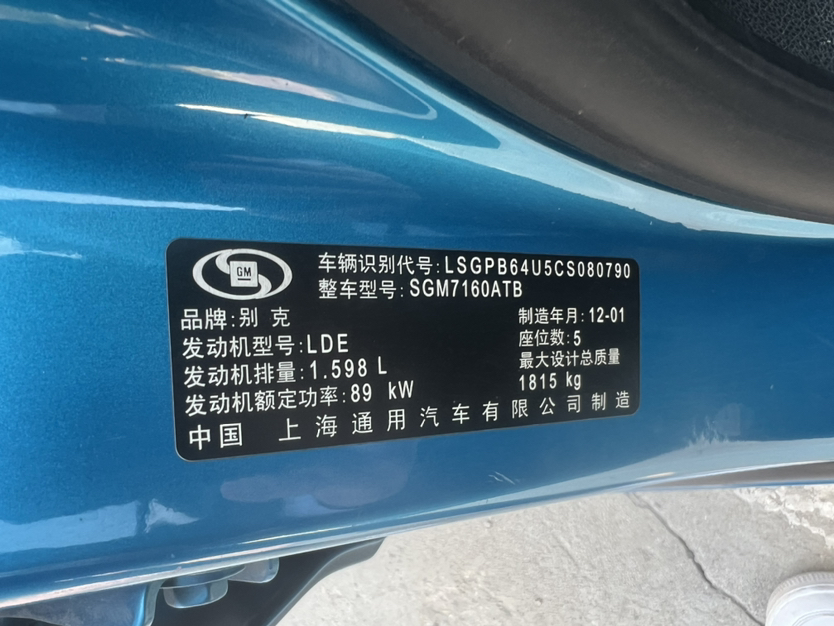 GM
车辆识别代号:LSGPB64U5CS080790
整车型号:SGM7160ATB
品牌:别克
制造年月:12-01
发动机型号:LDE
座位数:5
发动机排量:1.598 L
最大设计总质量
1815 kg
发动机额定功率:89 kW
中国 上海通用汽车有限公司制造